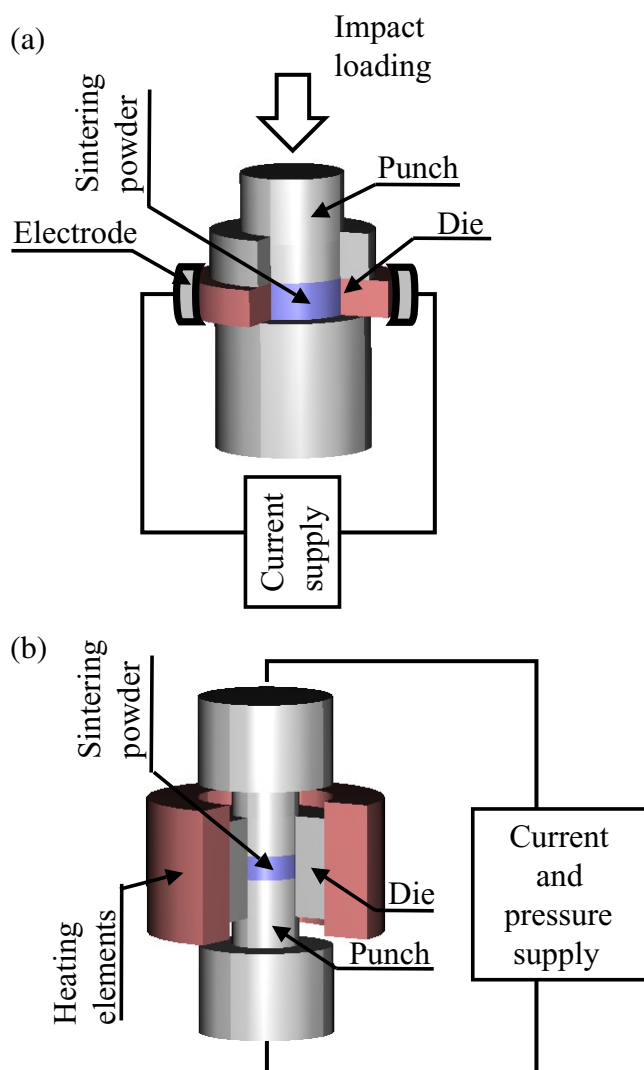 (a)
Impact
loading
Sintering
powder
Punch
Electrode
Die
Current
supply
(b)
Sintering
powder
Current
and
pressure
supply
Die
Punch
Heating
elements